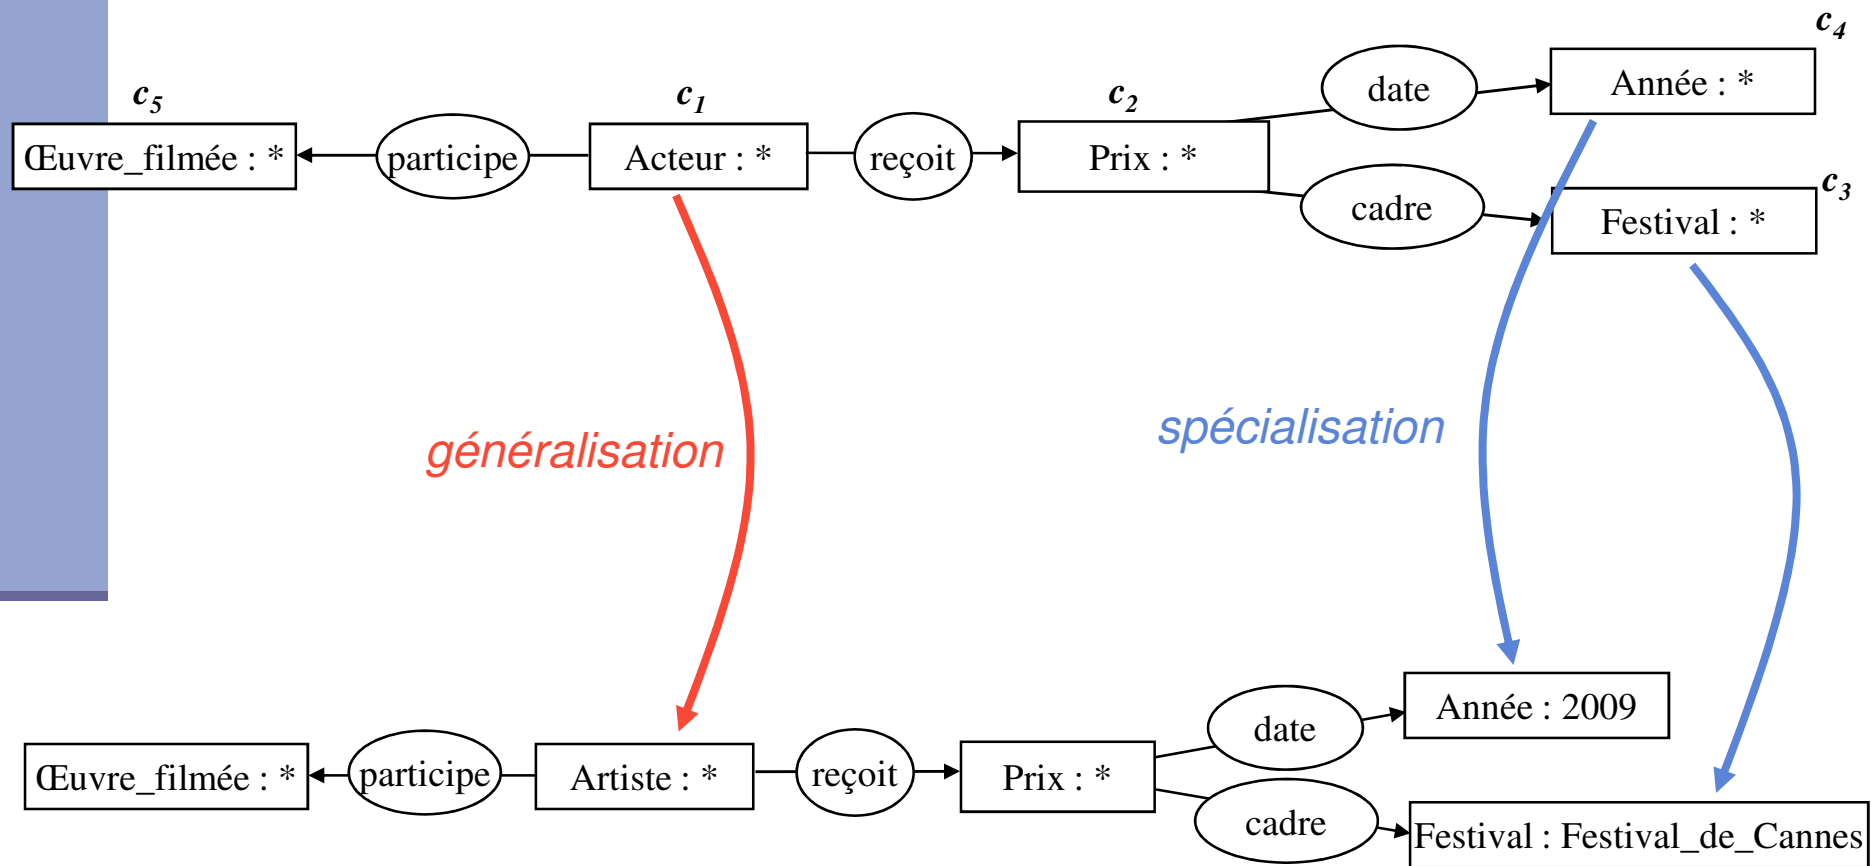 c₄
c₅ c₁ c₂ date Année : *
Œuvre_filmée : * participe Acteur : * reçoit Prix : *
c₃
cadre Festival : *
généralisation spécialisation
date Année : 2009
Œuvre_filmée : * participe Artiste : * reçoit Prix : *
cadre Festival : Festival_de_Cannes